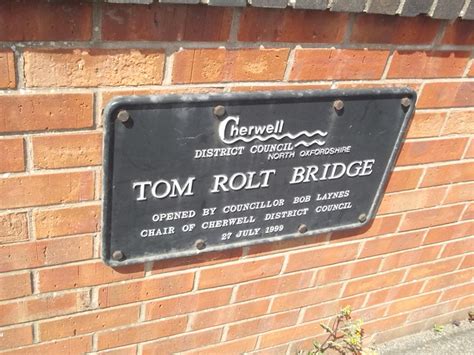 Cherwell
DISTRICT COUNCIL
NORTH OXFORDSHIRE
TOM ROLT BRIDGE
OPENED BY COUNCILLOR BOB LAYNES
CHAIR OF CHERWELL DISTRICT COUNCIL
27 JULY 1999